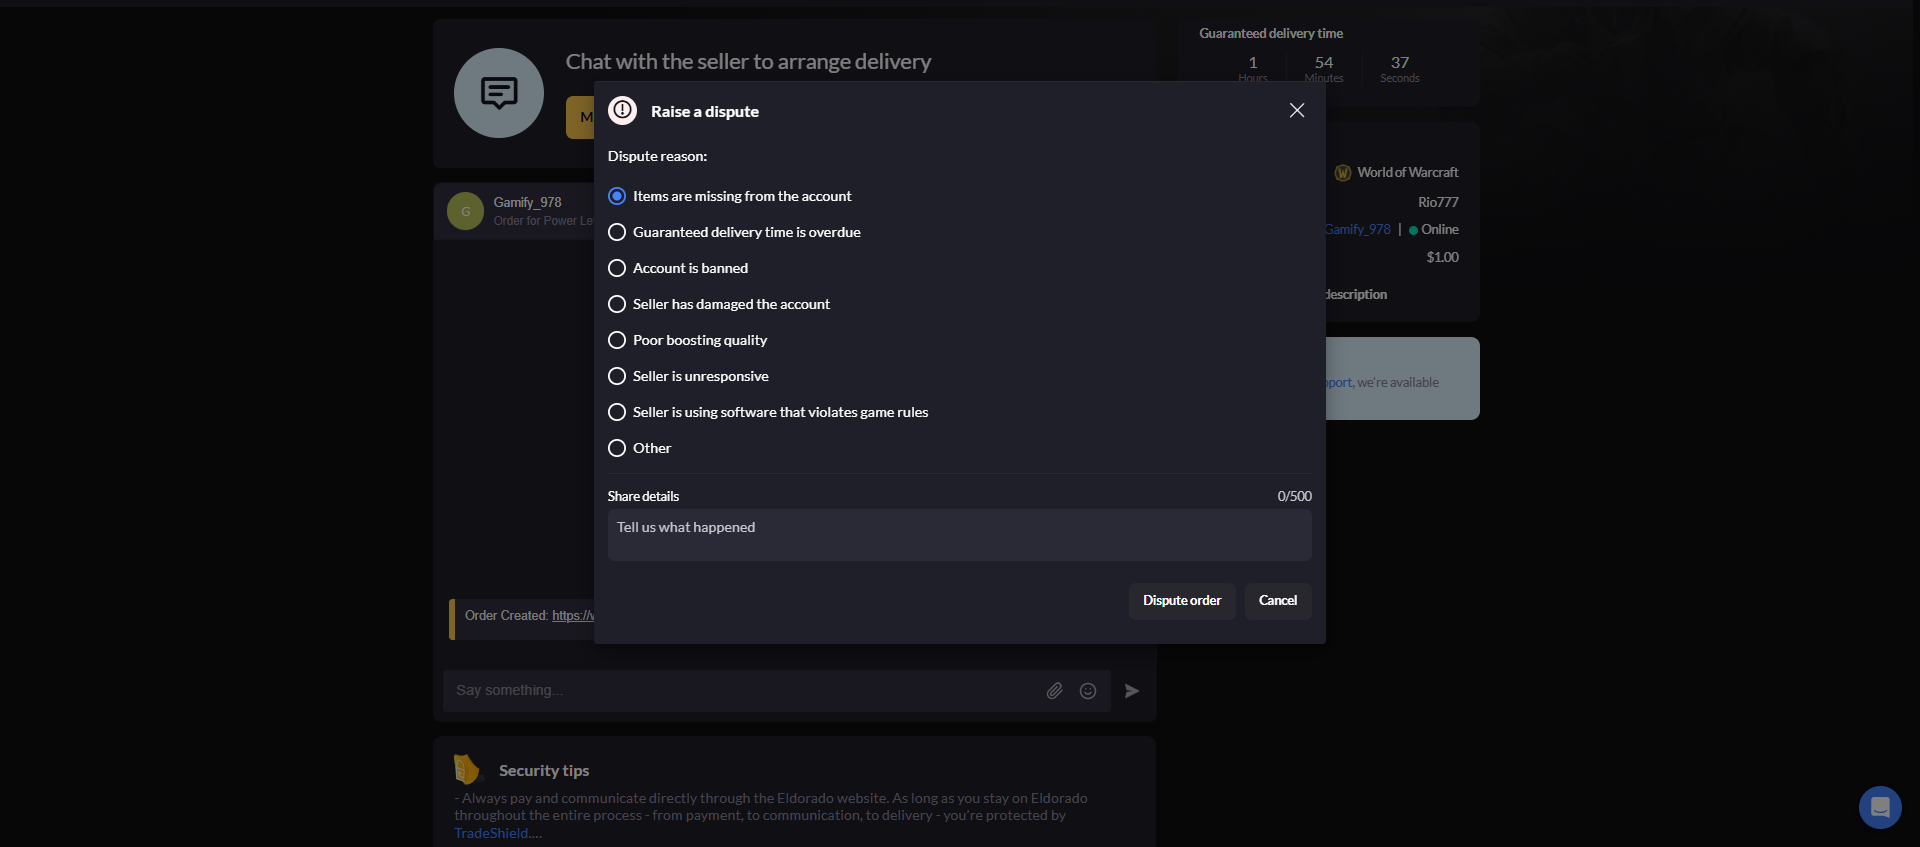 Chat with the seller to arrange delivery
Guaranteed delivery time
1 54 37
Hours Minutes Seconds
Raise a dispute
Dispute reason:
Items are missing from the account
Guaranteed delivery time is overdue
Account is banned
Seller has damaged the account
Poor boosting quality
Seller is unresponsive
Seller is using software that violates game rules
Other
Share details 0/500
Tell us what happened
Dispute order Cancel
World of Warcraft
Rio777
Gamify_978 | Online
$1.00
description
we're available
G
Gamify_978
Order for Power
Order Created: https://
Say something...
Security tips
- Always pay and communicate directly through the Eldorado website. As long as you stay on Eldorado
throughout the entire process - from payment, to communication, to delivery - you're protected by
TradeShield....